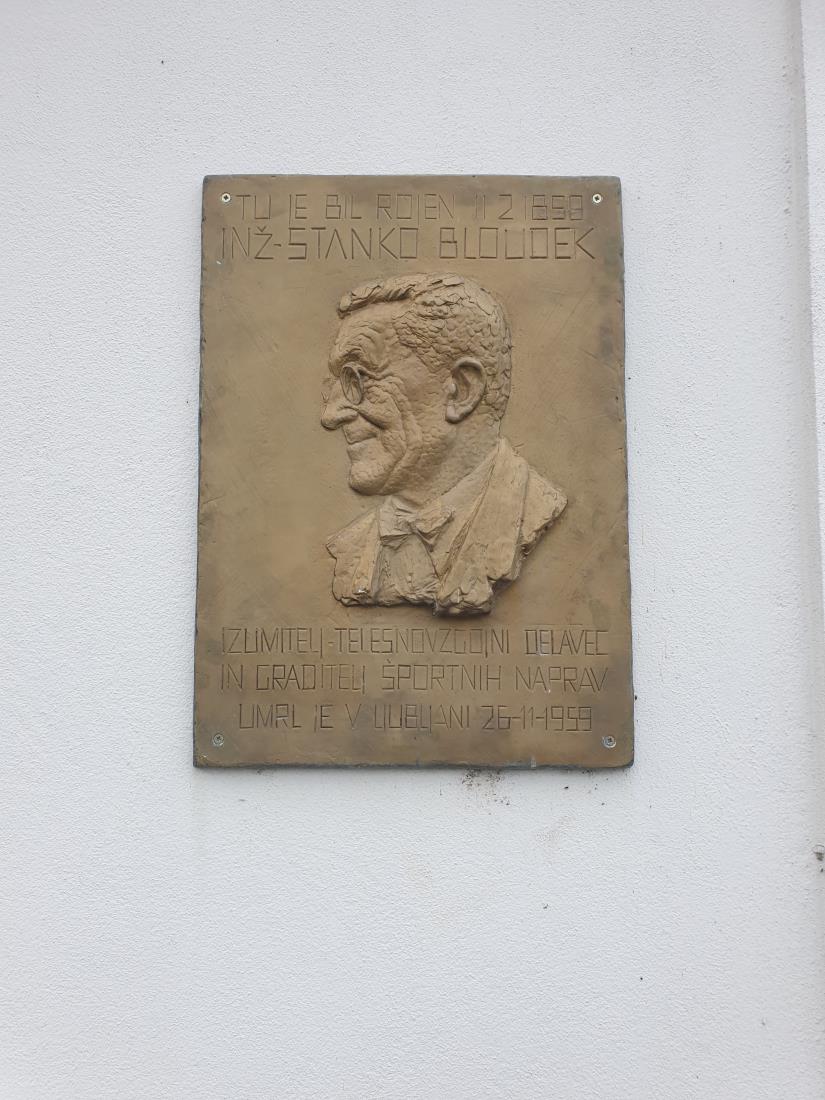 TU JE BIL ROJEN 11 2 1890
INŽ-STANKO BLOUDEK
IZUMITELJ-TELESNOVZGOJNI DELAVEC
IN GRADITELJ ŠPORTNIH NAPRAV
UMRL JE V LJUBLJANI 26-11-1959